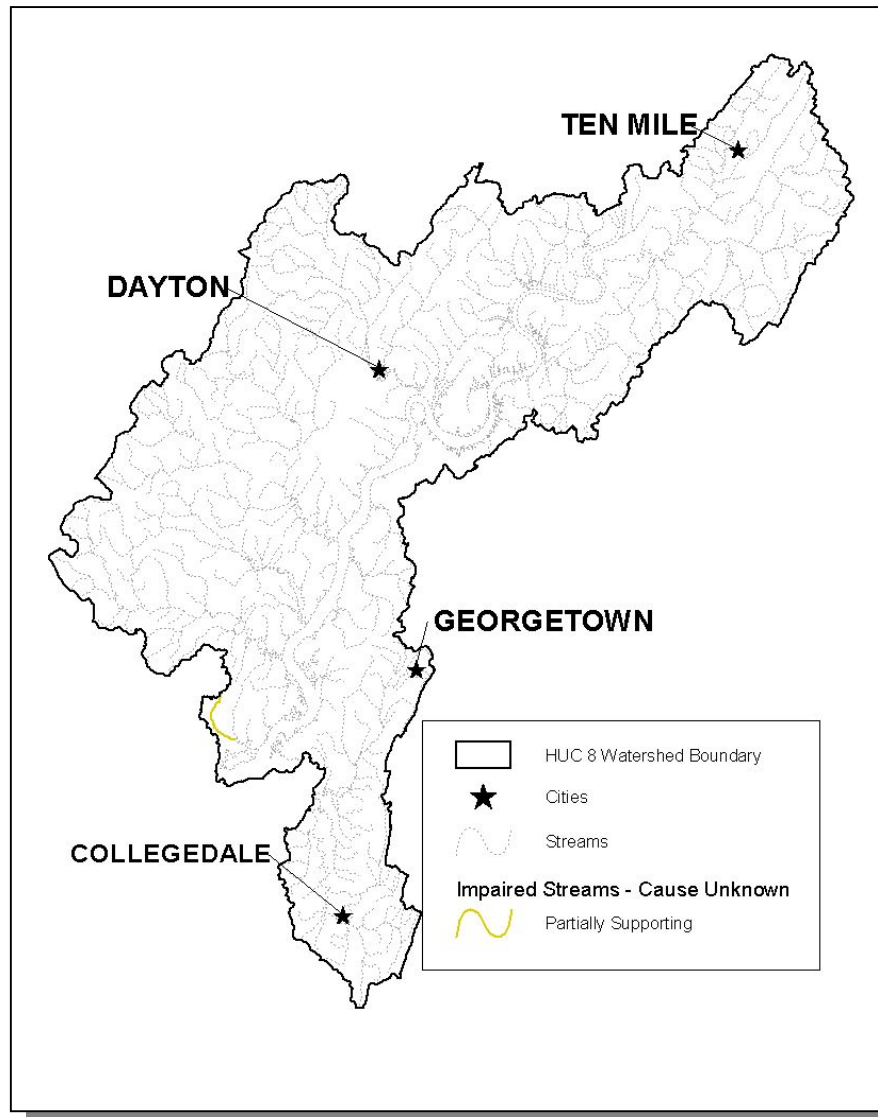 TEN MILE
DAYTON
GEORGETOWN
HUC 8 Watershed Boundary
Cities
Streams
COLLEGEDALE
Impaired Streams - Cause Unknown
Partially Supporting